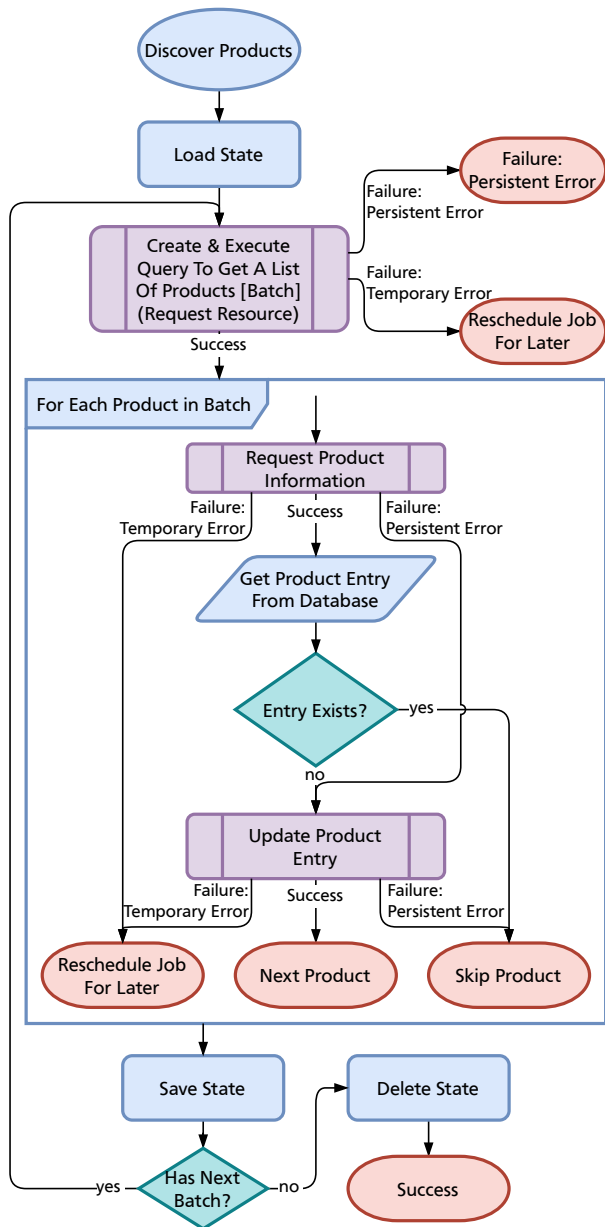 Discover Products
Load State
Failure:
Persistent Error
Failure:
Persistent Error
Create & Execute
Query To Get A List
Of Products [Batch]
(Request Resource)
Failure:
Temporary Error
Reschedule Job
For Later
Success
For Each Product in Batch
Request Product
Information
Failure:
Temporary Error
Success
Failure:
Persistent Error
Get Product Entry
From Database
Entry Exists?
yes
no
Update Product
Entry
Failure:
Temporary Error
Success
Failure:
Persistent Error
Reschedule Job
For Later
Next Product
Skip Product
Save State
Delete State
yes
Has Next
Batch?
no
Success